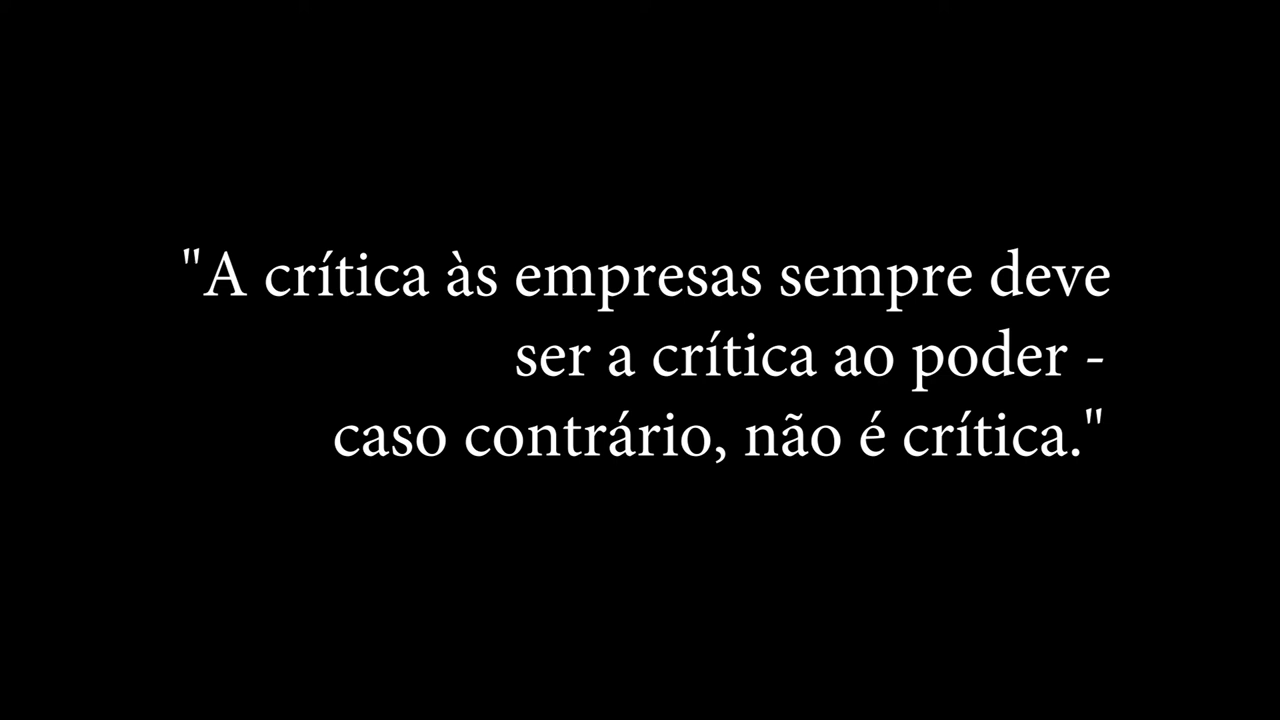 "A crítica às empresas sempre deve
ser a crítica ao poder -
caso contrário, não é crítica."